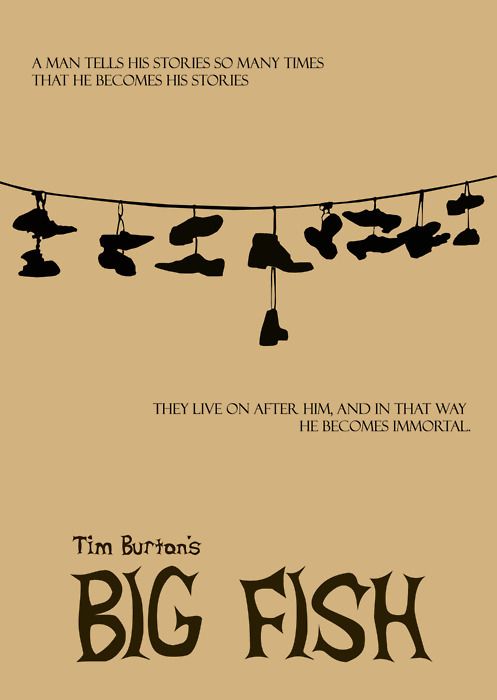 A MAN TELLS HIS STORIES SO MANY TIMES
THAT HE BECOMES HIS STORIES
THEY LIVE ON AFTER HIM, AND IN THAT WAY
HE BECOMES IMMORTAL.
Tim Burton's
BIG FISH